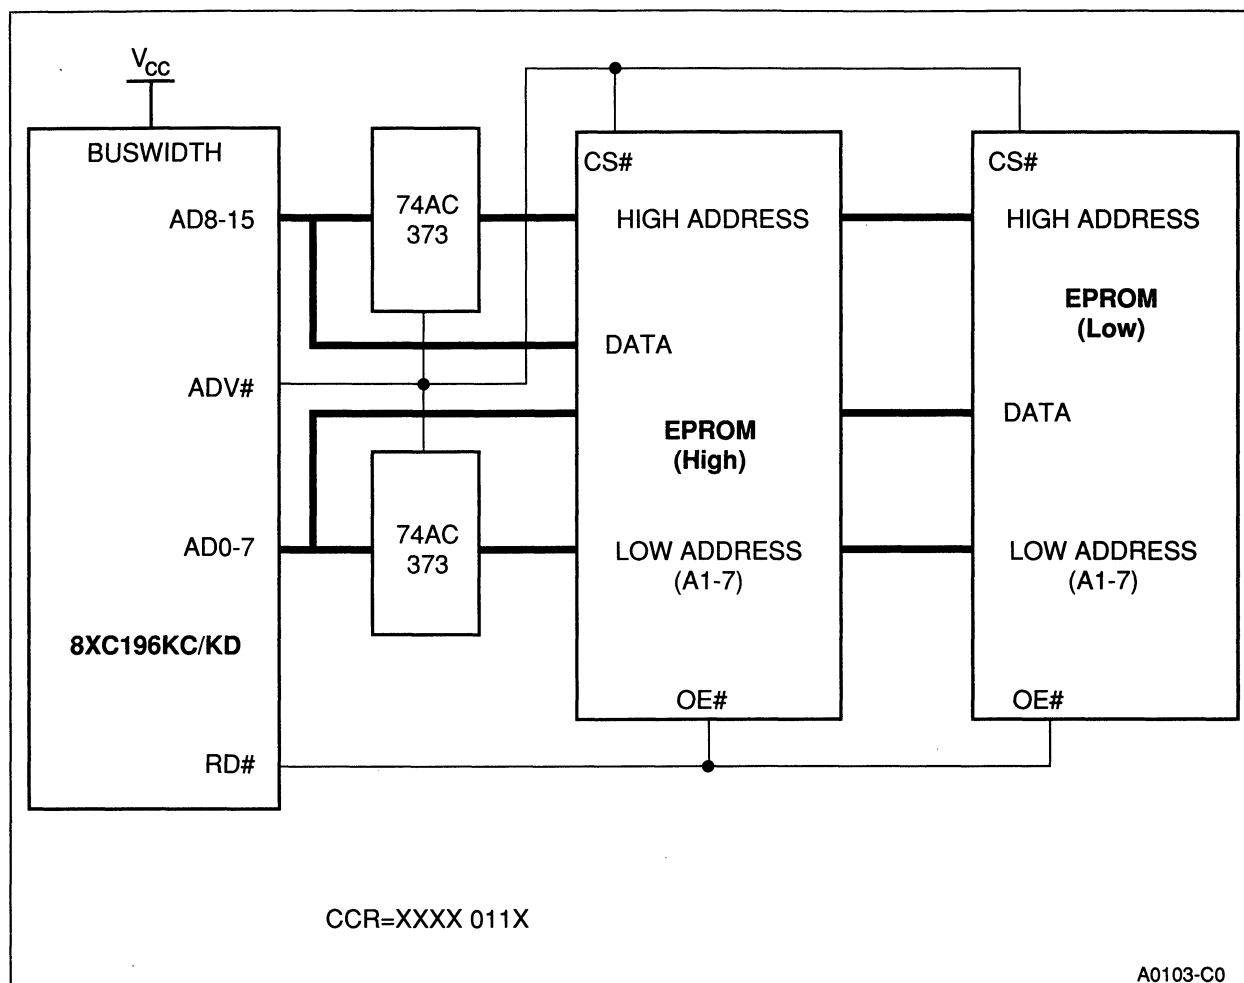 VCC
BUSWIDTH
AD8-15
ADV#
AD0-7
8XC196KC/KD
RD#
74AC
373
74AC
373
CS#
HIGH ADDRESS
DATA
EPROM
(High)
LOW ADDRESS
(A1-7)
OE#
CS#
HIGH ADDRESS
EPROM
(Low)
DATA
LOW ADDRESS
(A1-7)
OE#
CCR=XXXX 011X
A0103-C0